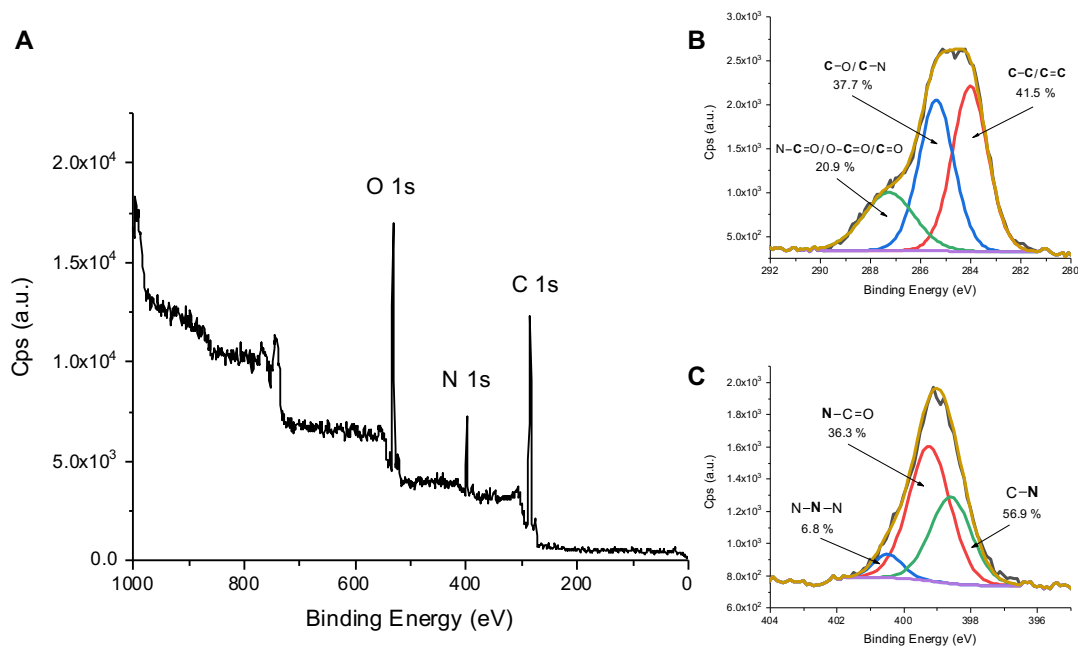 A
Cps (a.u.)
2.0x10⁴
1.5x10⁴
1.0x10⁴
5.0x10³
0.0
O 1s
N 1s
C 1s
1000 800 600 400 200 0
Binding Energy (eV)
B
Cps (a.u.)
3.0x10³
2.5x10³
2.0x10³
1.5x10³
1.0x10³
5.0x10²
C–O/C–N
37.7 %
C–C/C=C
41.5 %
N–C=O/O–C=O/C=O
20.9 %
292 290 288 286 284 282 280
Binding Energy (eV)
C
Cps (a.u.)
2.0x10³
1.8x10³
1.6x10³
1.4x10³
1.2x10³
1.0x10³
8.0x10²
6.0x10²
N–C=O
36.3 %
N–N–N
6.8 %
C–N
56.9 %
404 402 400 398 396
Binding Energy (eV)